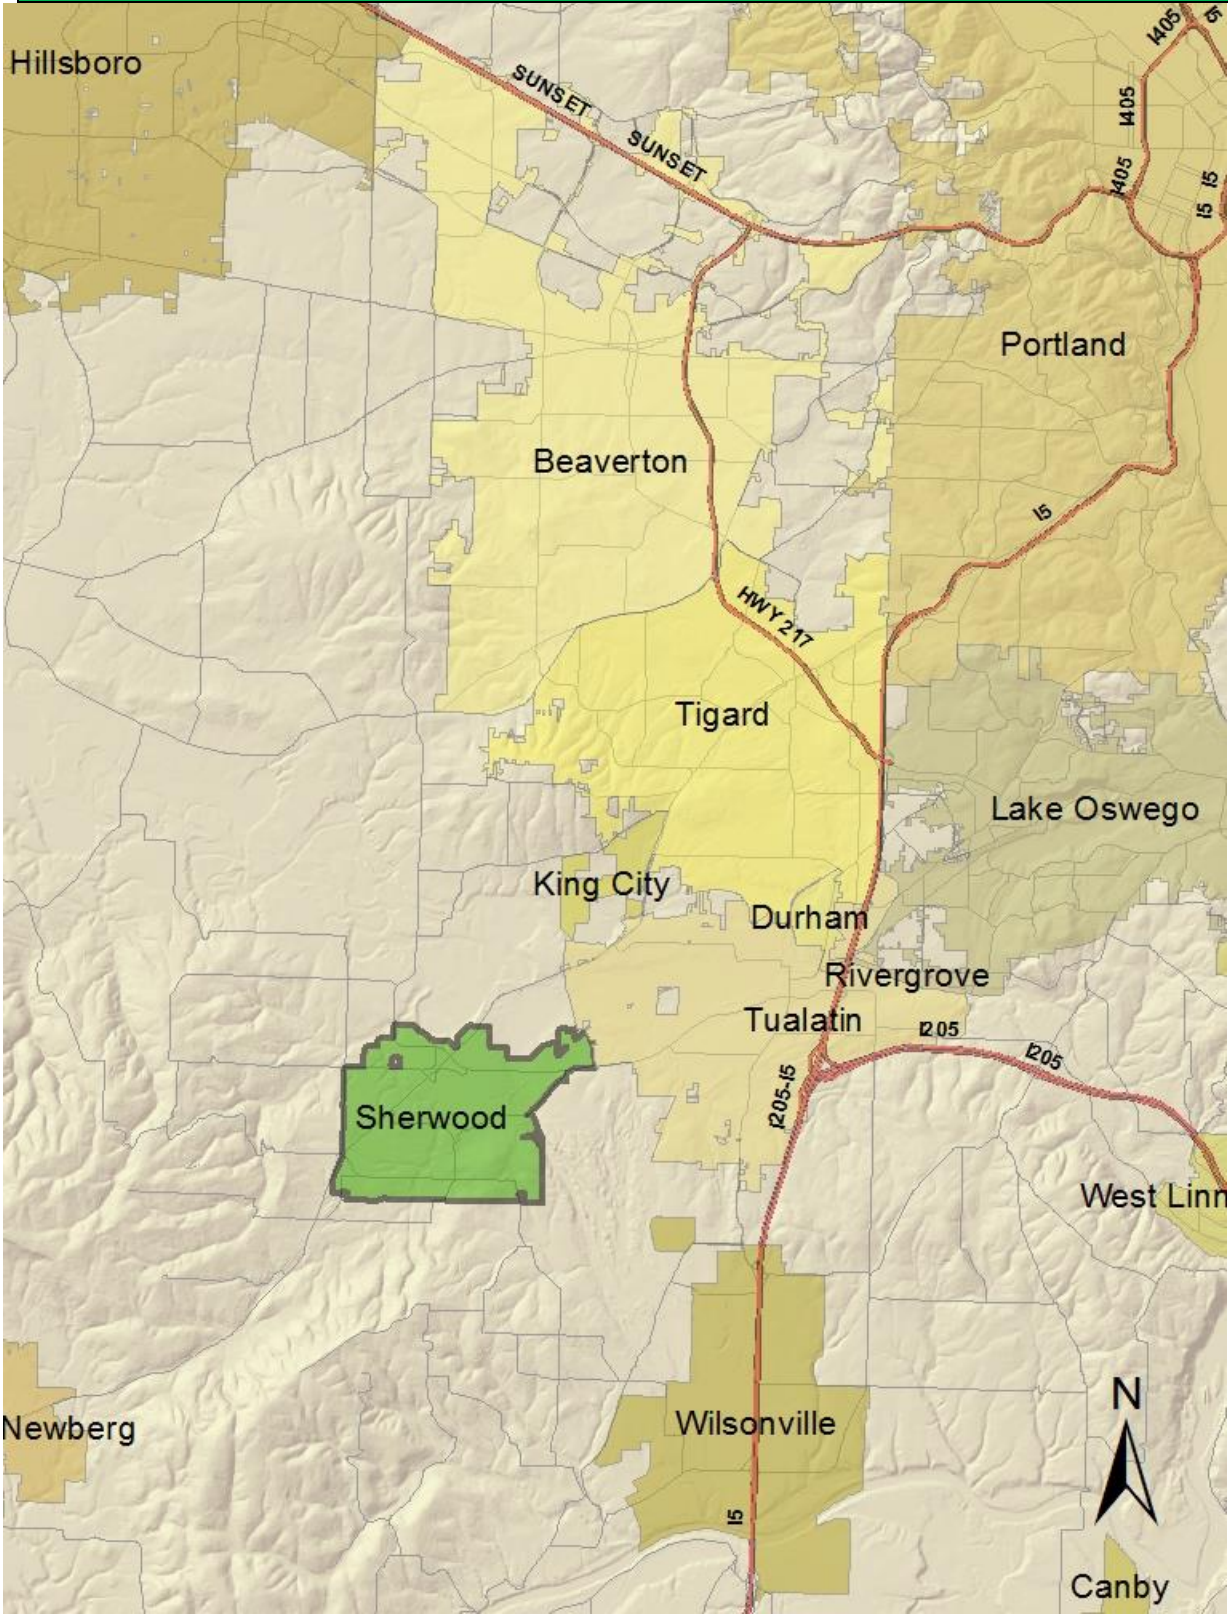 I405
I5
Hillsboro
SUNSET
I405
SUNSET
I405
I5
I5
Portland
Beaverton
I5
HWY 217
Tigard
Lake Oswego
King City
Durham
Rivergrove
Tualatin
I205
I205
I205-I5
Sherwood
West Linn
N
Newberg
Wilsonville
I5
Canby